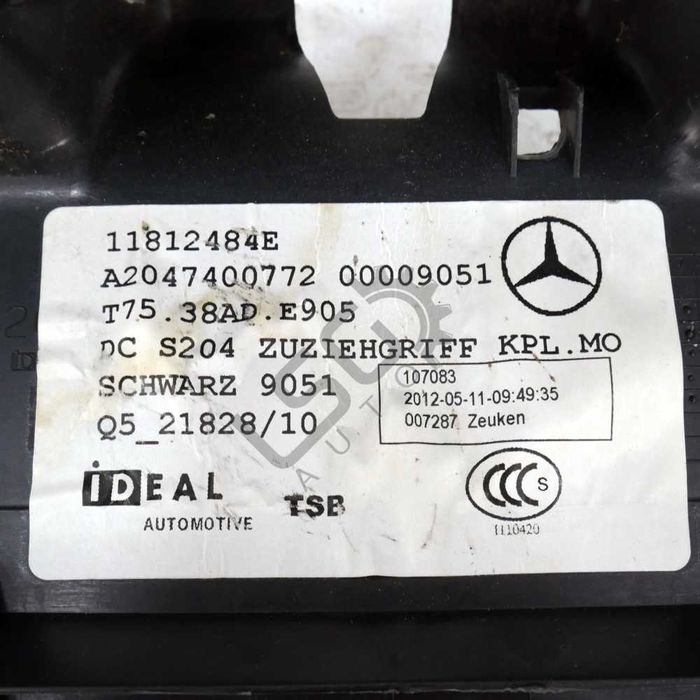 11812484E
A2047400772 00009051
T75.38AD.E905
DC S204 ZUZIEHGRIFF KPL.MO
SCHWARZ 9051
107083
2012-05-11-09:49:35
007287 Zeuken
Q5_21828/10
iDEAL
AUTOMOTIVE
TSB
CCC S
1110420
AUTO